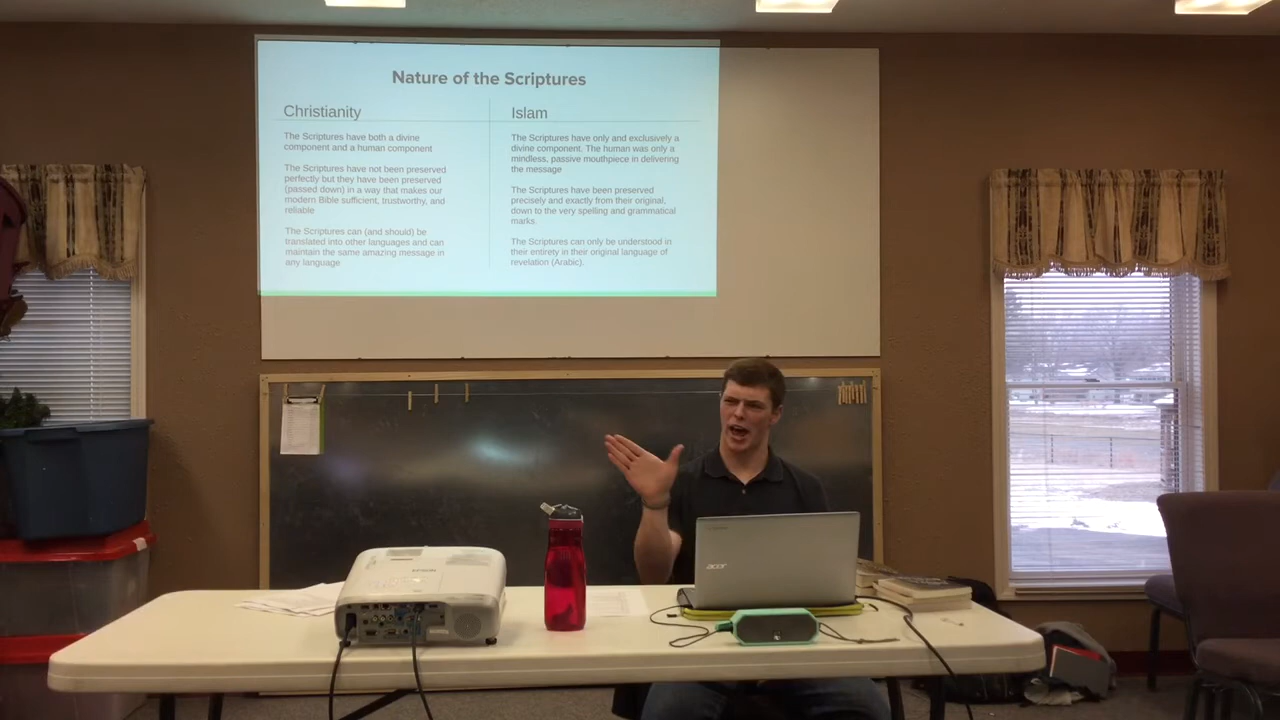 Nature of the Scriptures
Christianity
The Scriptures have both a divine
component and a human component
The Scriptures have not been preserved
perfectly but they have been preserved
(passed down) in a way that makes our
modern Bible sufficient, trustworthy, and
reliable
The Scriptures can (and should) be
translated into other languages and can
maintain the same amazing message in
any language
Islam
The Scriptures have only and exclusively a
divine component. The human was only a
mindless, passive mouthpiece in delivering
the message
The Scriptures have been preserved
precisely and exactly from their original,
down to the very spelling and grammatical
marks.
The Scriptures can only be understood in
their entirety in their original language of
revelation (Arabic).
acer